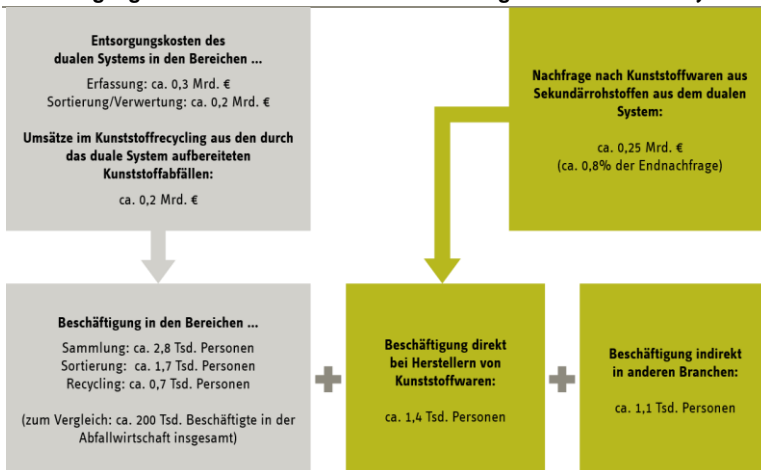 Entsorgungskosten des
dualen Systems in den Bereichen ...
Erfassung: ca. 0,3 Mrd. €
Sortierung/Verwertung: ca. 0,2 Mrd. €
Umsätze im Kunststoffrecycling aus den durch
das duale System aufbereiteten
Kunststoffabfällen:
ca. 0,2 Mrd. €
Nachfrage nach Kunststoffwaren aus
Sekundärrohstoffen aus dem dualen
System:
ca. 0,25 Mrd. €
(ca. 0,8% der Endnachfrage)
Beschäftigung in den Bereichen ...
Sammlung: ca. 2,8 Tsd. Personen
Sortierung: ca. 1,7 Tsd. Personen
Recycling: ca. 0,7 Tsd. Personen
(zum Vergleich: ca. 200 Tsd. Beschäftigte in der
Abfallwirtschaft insgesamt)
+
Beschäftigung direkt
bei Herstellern von
Kunststoffwaren:
ca. 1,4 Tsd. Personen
+
Beschäftigung indirekt
in anderen Branchen:
ca. 1,1 Tsd. Personen